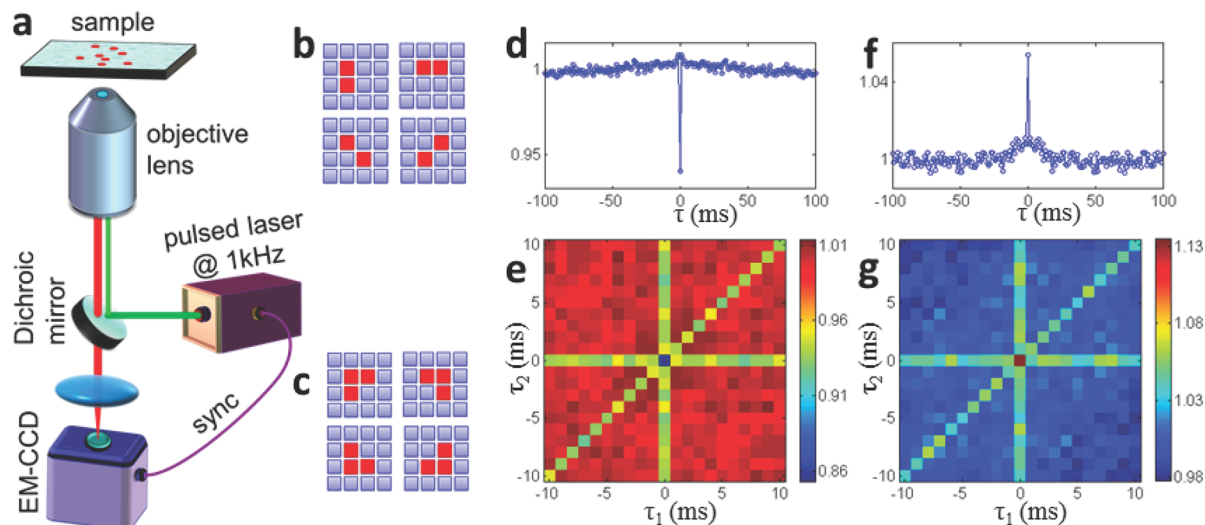 a
sample
objective
lens
pulsed laser
@ 1kHz
Dichroic
mirror
sync
EM-CCD
b
c
d
τ (ms)
1
0.95
-100
-50
0
50
100
τ (ms)
f
1.04
1
-100
-50
0
50
100
τ (ms)
e
10
5
0
-5
-10
τ2 (ms)
-10
-5
0
5
10
τ1 (ms)
1.01
0.96
0.91
0.86
g
10
5
0
-5
-10
τ2 (ms)
-10
-5
0
5
10
τ1 (ms)
1.13
1.08
1.03
0.98